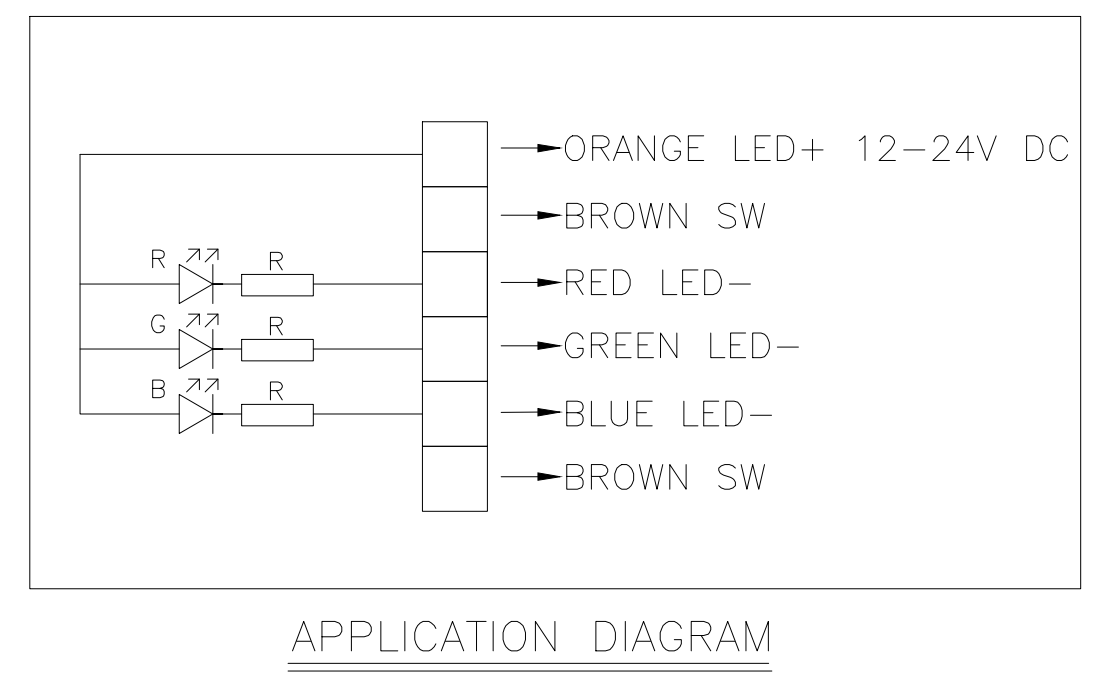 ORANGE LED+ 12-24V DC
BROWN SW
R R
RED LED-
G R
GREEN LED-
B R
BLUE LED-
BROWN SW
APPLICATION DIAGRAM